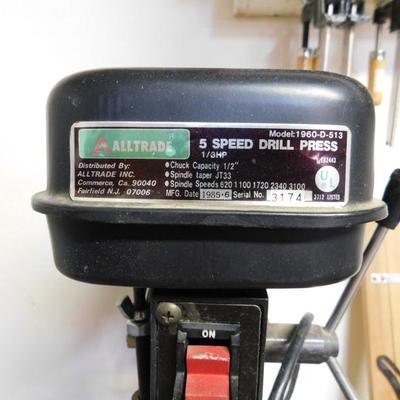 Model:1960-D-513
ALLTRADE
5 SPEED DRILL PRESS
1/3HP
Distributed By:
ALLTRADE INC.
Commerce, Ca. 90040
Fairfield N.J. 07006
•Chuck Capacity 1/2"
•Spindle taper JT33
•Spindle Speeds 620 1100 1720 2340 3100
MFG. Date 1985·6 Serial No. 3174
UL
LISTED
ON